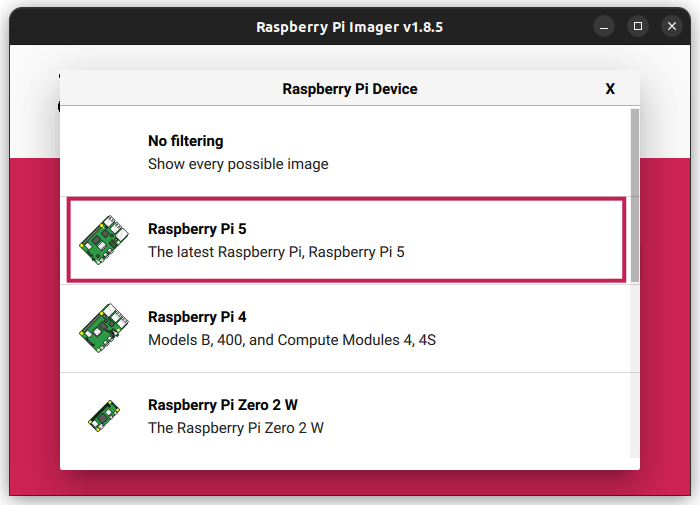 Raspberry Pi Imager v1.8.5
Raspberry Pi Device
X
No filtering
Show every possible image
Raspberry Pi 5
The latest Raspberry Pi, Raspberry Pi 5
Raspberry Pi 4
Models B, 400, and Compute Modules 4, 4S
Raspberry Pi Zero 2 W
The Raspberry Pi Zero 2 W